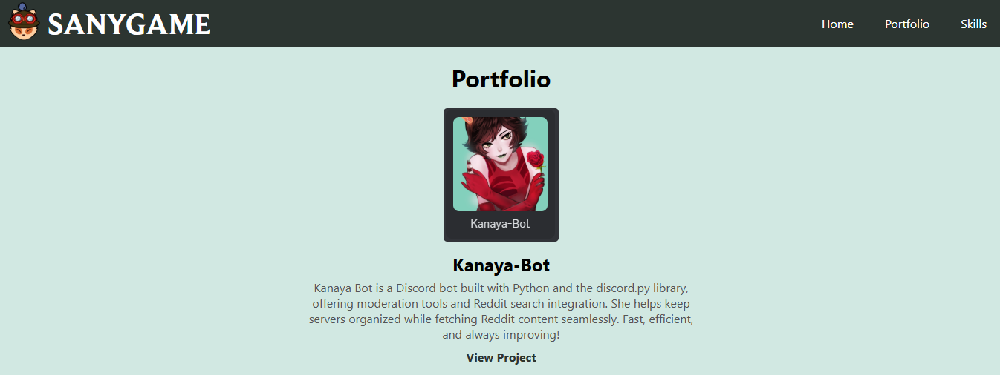 SANYGAME
Home
Portfolio
Skills
Portfolio
Kanaya-Bot
Kanaya-Bot
Kanaya Bot is a Discord bot built with Python and the discord.py library,
offering moderation tools and Reddit search integration. She helps keep
servers organized while fetching Reddit content seamlessly. Fast, efficient,
and always improving!
View Project